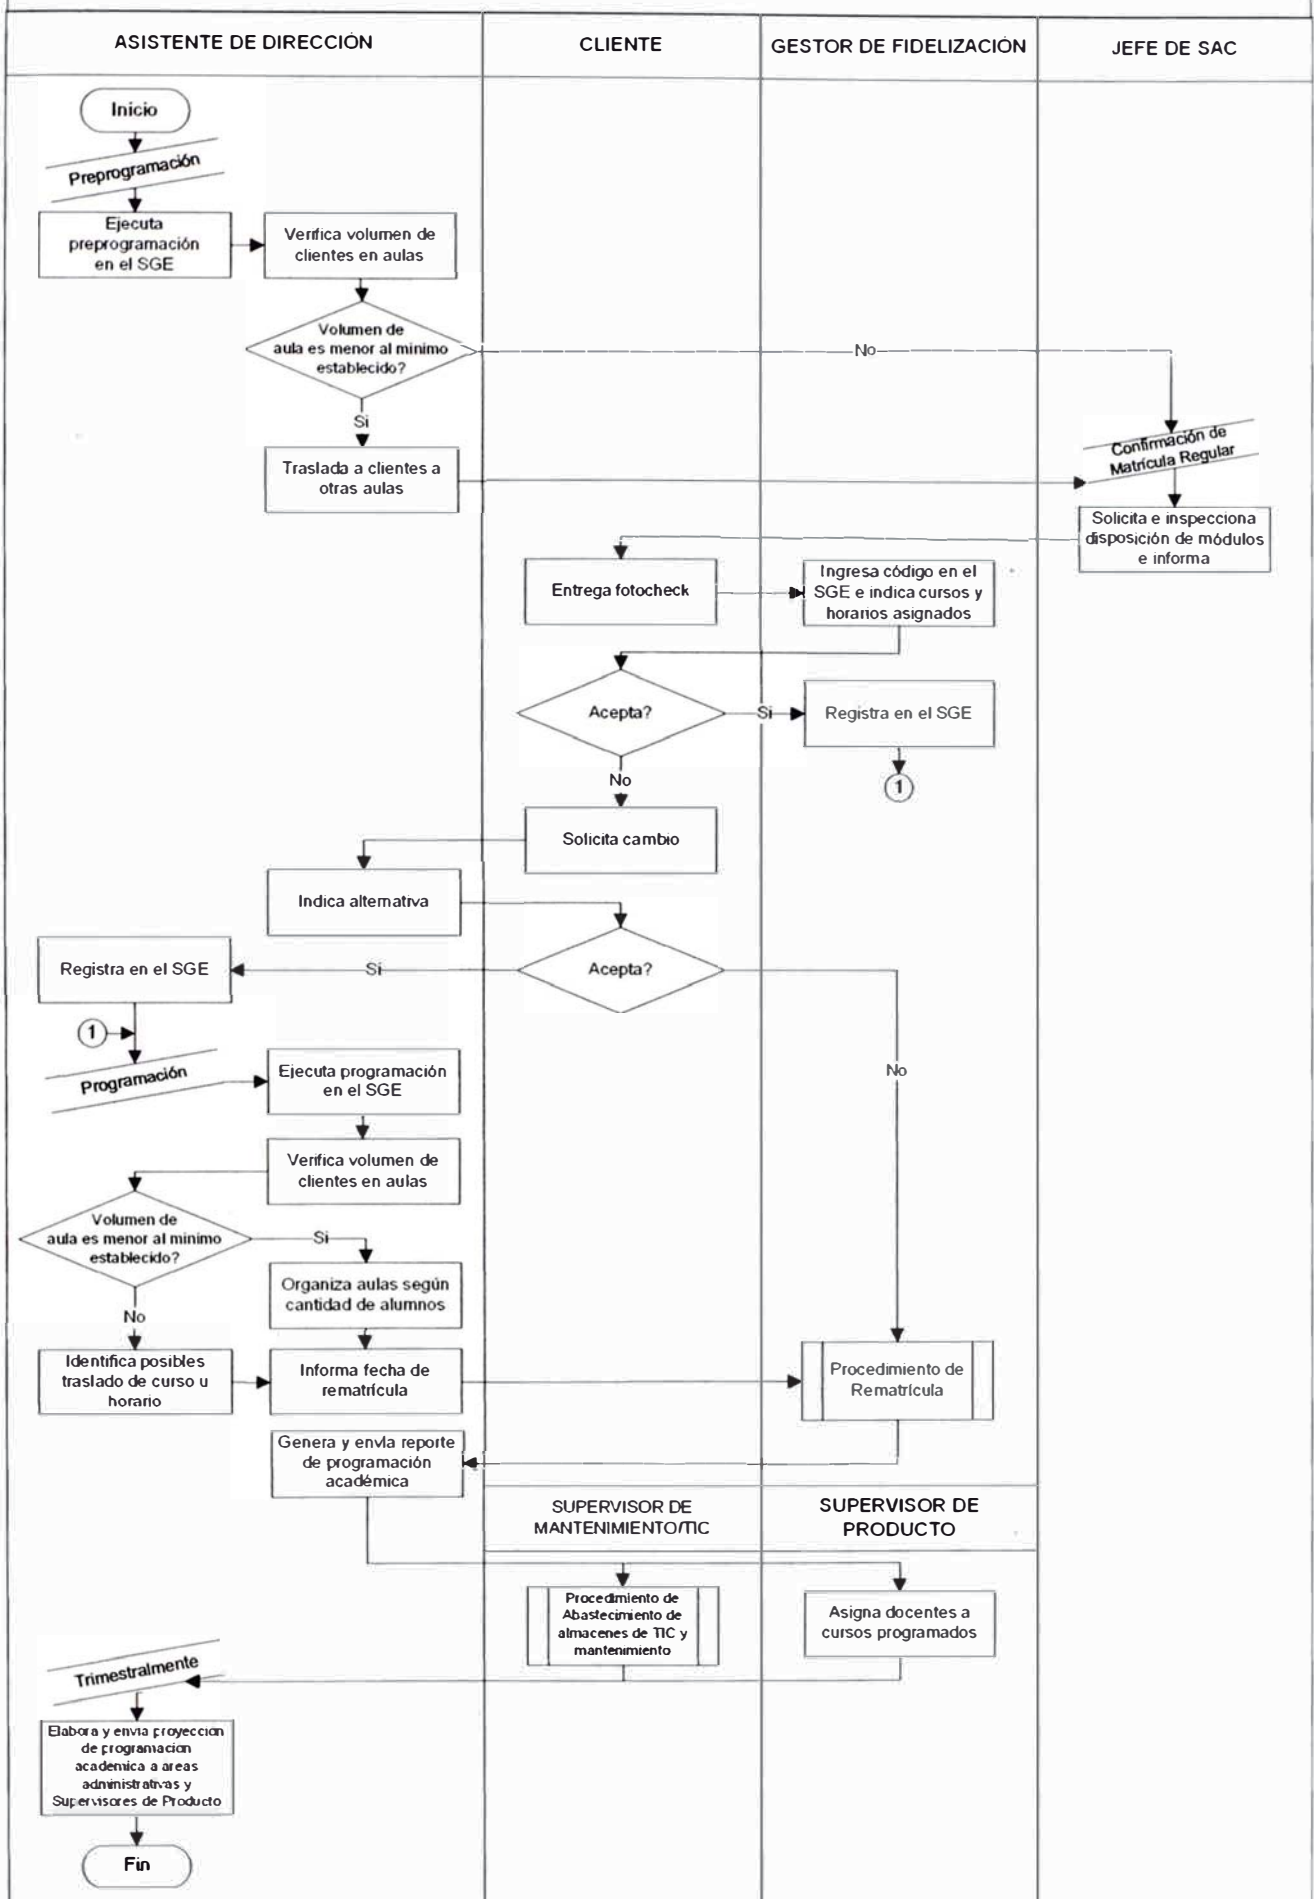 ASISTENTE DE DIRECCIÓN
CLIENTE
GESTOR DE FIDELIZACIÓN
JEFE DE SAC
Inicio
Preprogramación
Ejecuta
preprogramación
en el SGE
Verifica volumen de
clientes en aulas
Volumen de
aula es menor al minimo
establecido?
No
Si
Traslada a clientes a
otras aulas
Confirmación de
Matrícula Regular
Solicita e inspecciona
disposición de módulos
e informa
Entrega fotocheck
Ingresa código en el
SGE e indica cursos y
horarios asignados
Acepta?
Si
Registra en el SGE
1
No
Solicita cambio
Indica alternativa
Acepta?
Si
Registra en el SGE
1
No
Programación
Ejecuta programación
en el SGE
Verifica volumen de
clientes en aulas
Volumen de
aula es menor al minimo
establecido?
Si
Organiza aulas según
cantidad de alumnos
No
Identifica posibles
traslado de curso u
horario
Informa fecha de
rematrícula
Procedimiento de
Rematrícula
Genera y envía reporte
de programación
académica
SUPERVISOR DE
MANTENIMIENTO/TIC
SUPERVISOR DE
PRODUCTO
Procedimiento de
Abastecimiento de
almacenes de TIC y
mantenimiento
Asigna docentes a
cursos programados
Trimestralmente
Elabora y envia proyeccion
de programacion
academica a areas
administrativas y
Supervisores de Producto
Fin